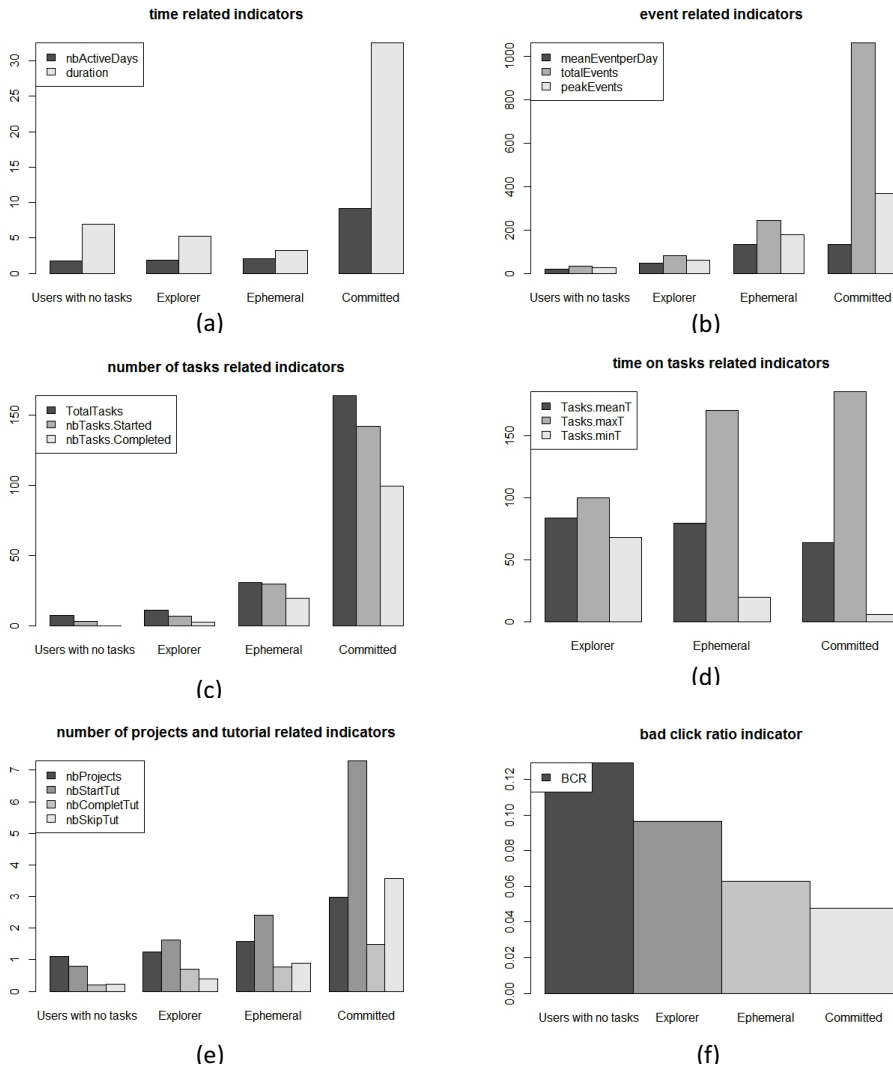 time related indicators
nbActiveDays
duration
0 5 10 15 20 25 30
Users with no tasks Explorer Ephemeral Committed
(a)
event related indicators
meanEventperDay
totalEvents
peakEvents
0 200 400 600 800 1000
Users with no tasks Explorer Ephemeral Committed
(b)
number of tasks related indicators
TotalTasks
nbTasks.Started
nbTasks.Completed
0 50 100 150
Users with no tasks Explorer Ephemeral Committed
(c)
time on tasks related indicators
Tasks.meanT
Tasks.maxT
Tasks.minT
0 50 100 150
Explorer Ephemeral Committed
(d)
number of projects and tutorial related indicators
nbProjects
nbStartTut
nbCompletTut
nbSkipTut
0 1 2 3 4 5 6 7
Users with no tasks Explorer Ephemeral Committed
(e)
bad click ratio indicator
BCR
0.00 0.02 0.04 0.06 0.08 0.10 0.12
Users with no tasks Explorer Ephemeral Committed
(f)